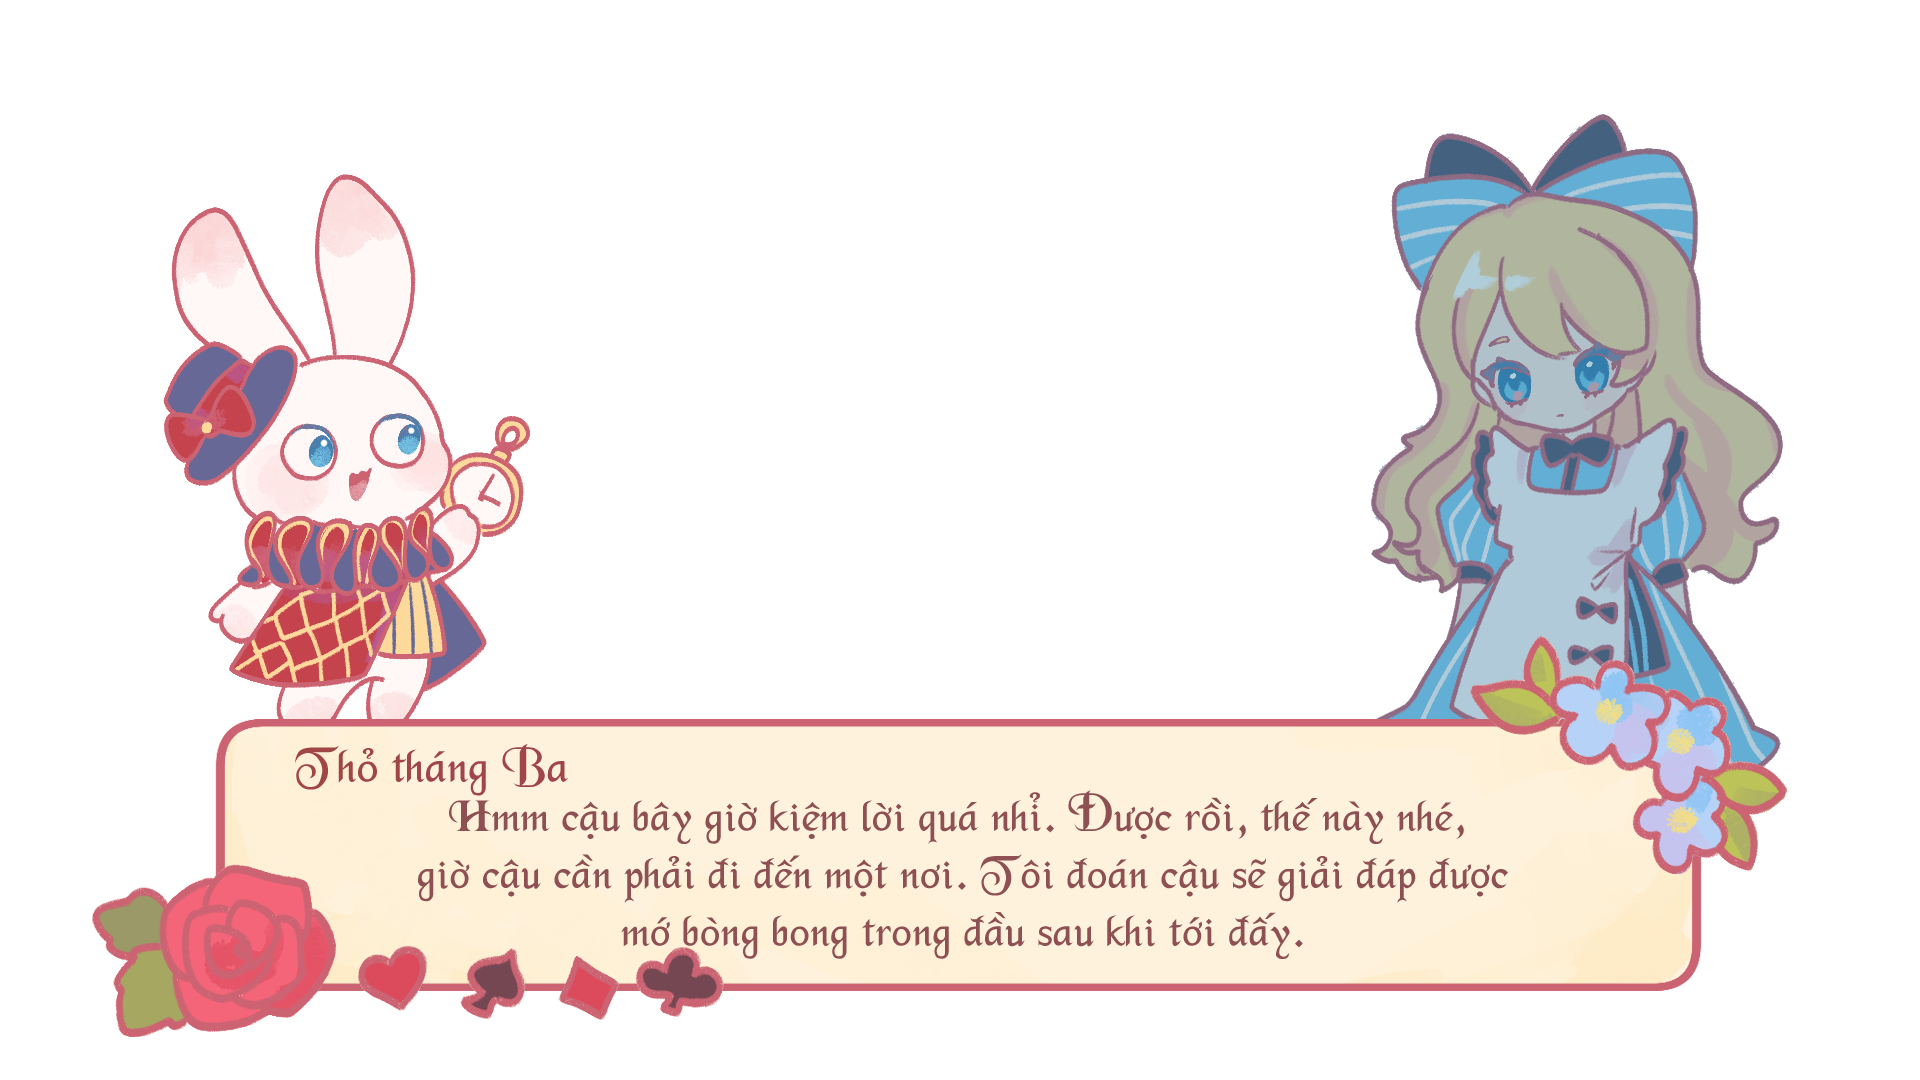 Thỏ tháng Ba
Hmm cậu bây giờ kiệm lời quá nhỉ. Được rồi, thế này nhé,
giờ cậu cần phải đi đến một nơi. Tôi đoán cậu sẽ giải đáp được
mớ bòng bong trong đầu sau khi tới đấy.